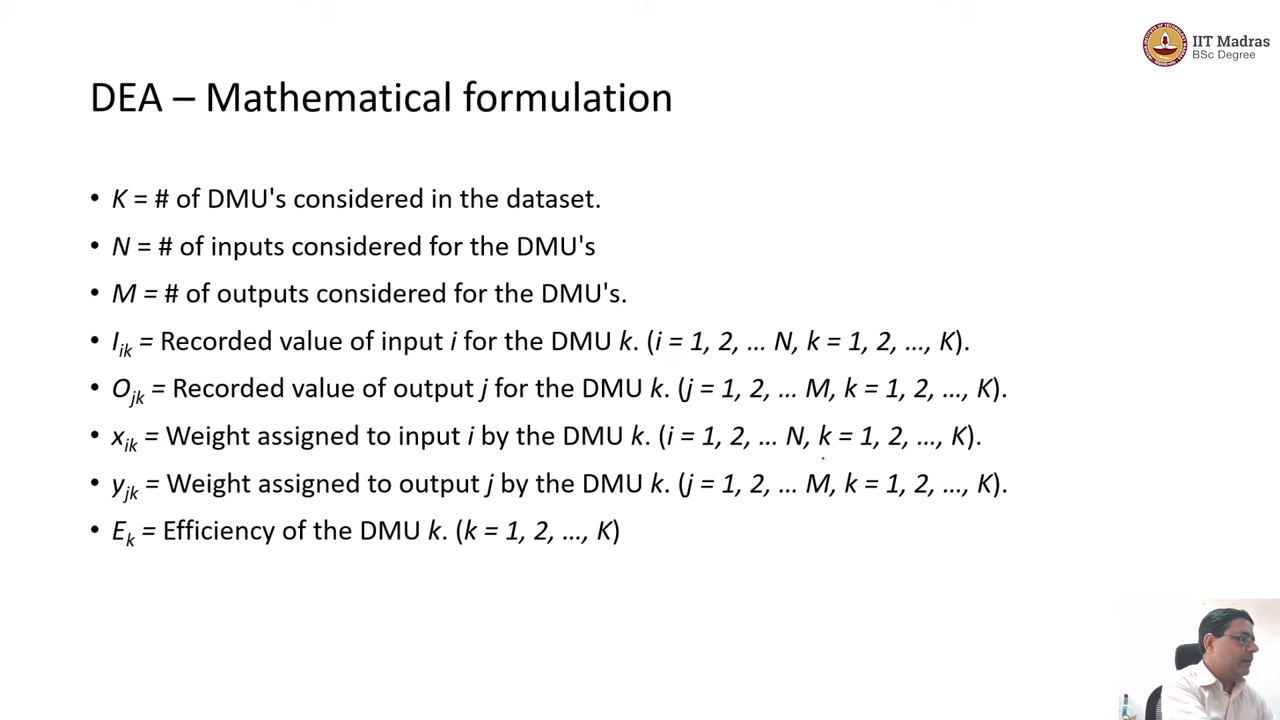 IIT Madras
BSc Degree
DEA – Mathematical formulation
• K = # of DMU's considered in the dataset.
• N = # of inputs considered for the DMU's
• M = # of outputs considered for the DMU's.
• Iik = Recorded value of input i for the DMU k. (i = 1, 2, … N, k = 1, 2, …, K).
• Ojk = Recorded value of output j for the DMU k. (j = 1, 2, … M, k = 1, 2, …, K).
• xik = Weight assigned to input i by the DMU k. (i = 1, 2, … N, k = 1, 2, …, K).
• yjk = Weight assigned to output j by the DMU k. (j = 1, 2, … M, k = 1, 2, …, K).
• Ek = Efficiency of the DMU k. (k = 1, 2, …, K)